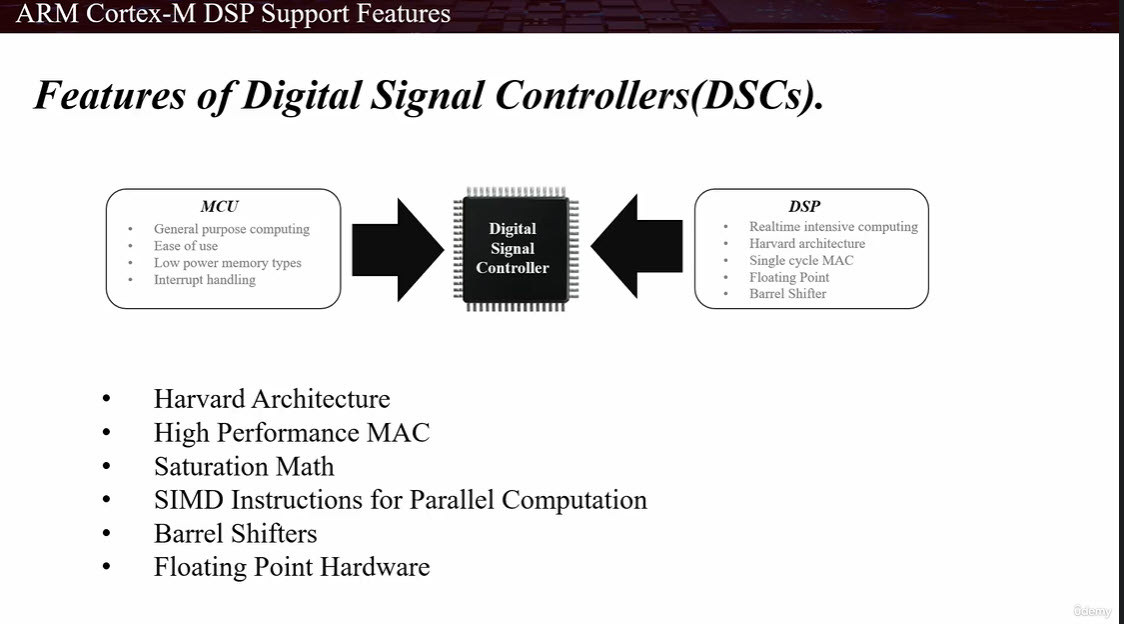 ARM Cortex-M DSP Support Features
Features of Digital Signal Controllers(DSCs).
MCU
• General purpose computing
• Ease of use
• Low power memory types
• Interrupt handling
Digital
Signal
Controller
DSP
• Realtime intensive computing
• Harvard architecture
• Single cycle MAC
• Floating Point
• Barrel Shifter
• Harvard Architecture
• High Performance MAC
• Saturation Math
• SIMD Instructions for Parallel Computation
• Barrel Shifters
• Floating Point Hardware
ûdemy